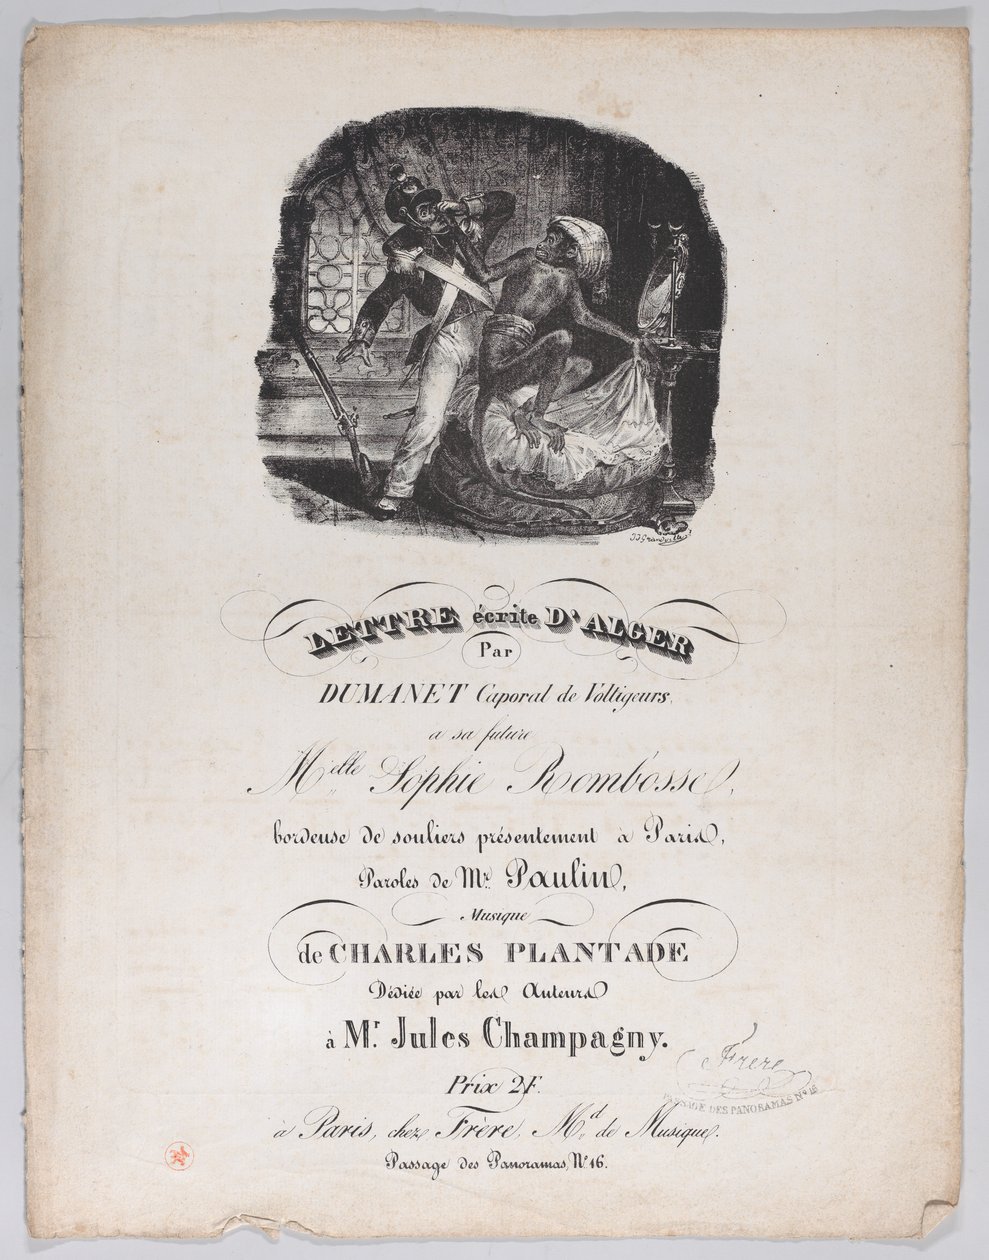 JJGrandville
LETTRE écrite D'ALGER
Par
DUMANET Caporal de Voltigeurs,
a sa future
Melle Sophie Rombosse,
bordeuse de souliers présentement à Paris,
Paroles de Mr. Paulin,
Musique
de CHARLES PLANTADE
Dédiée par les Auteurs
à Mr. Jules Champagny.
Frere
PASSAGE DES PANORAMAS No. 16
Prix 2F.
à Paris, chez Frère, Md. de Musique.
Passage des Panoramas, No. 16.